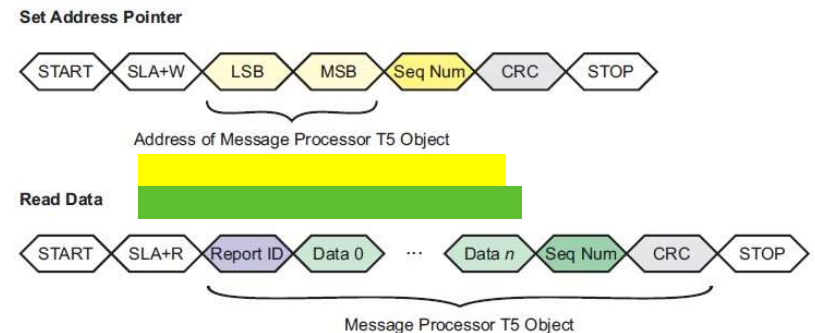 Set Address Pointer
START SLA+W LSB MSB Seq Num CRC STOP
Address of Message Processor T5 Object
Read Data
START SLA+R Report ID Data 0 ... Data n Seq Num CRC STOP
Message Processor T5 Object